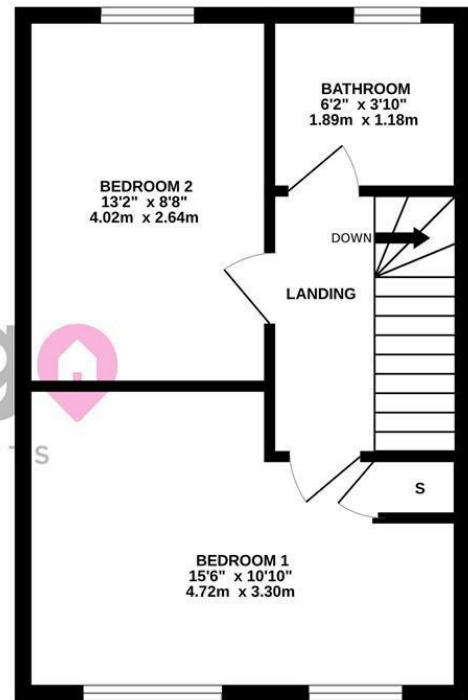 BATHROOM
6'2" x 3'10"
1.89m x 1.18m
BEDROOM 2
13'2" x 8'8"
4.02m x 2.64m
DOWN
LANDING
g
TS
S
BEDROOM 1
15'6" x 10'10"
4.72m x 3.30m